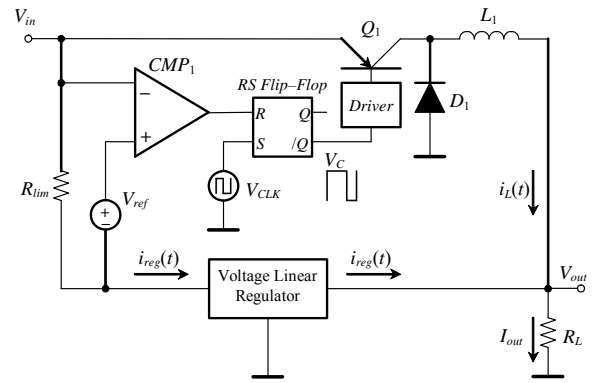 V_in
Q_1
L_1
CMP_1
RS Flip–Flop
−
+
R
Q
S
/Q
Driver
D_1
R_lim
V_ref
+
−
V_CLK
V_C
i_L(t)
i_reg(t)
i_reg(t)
Voltage Linear
Regulator
V_out
I_out
R_L